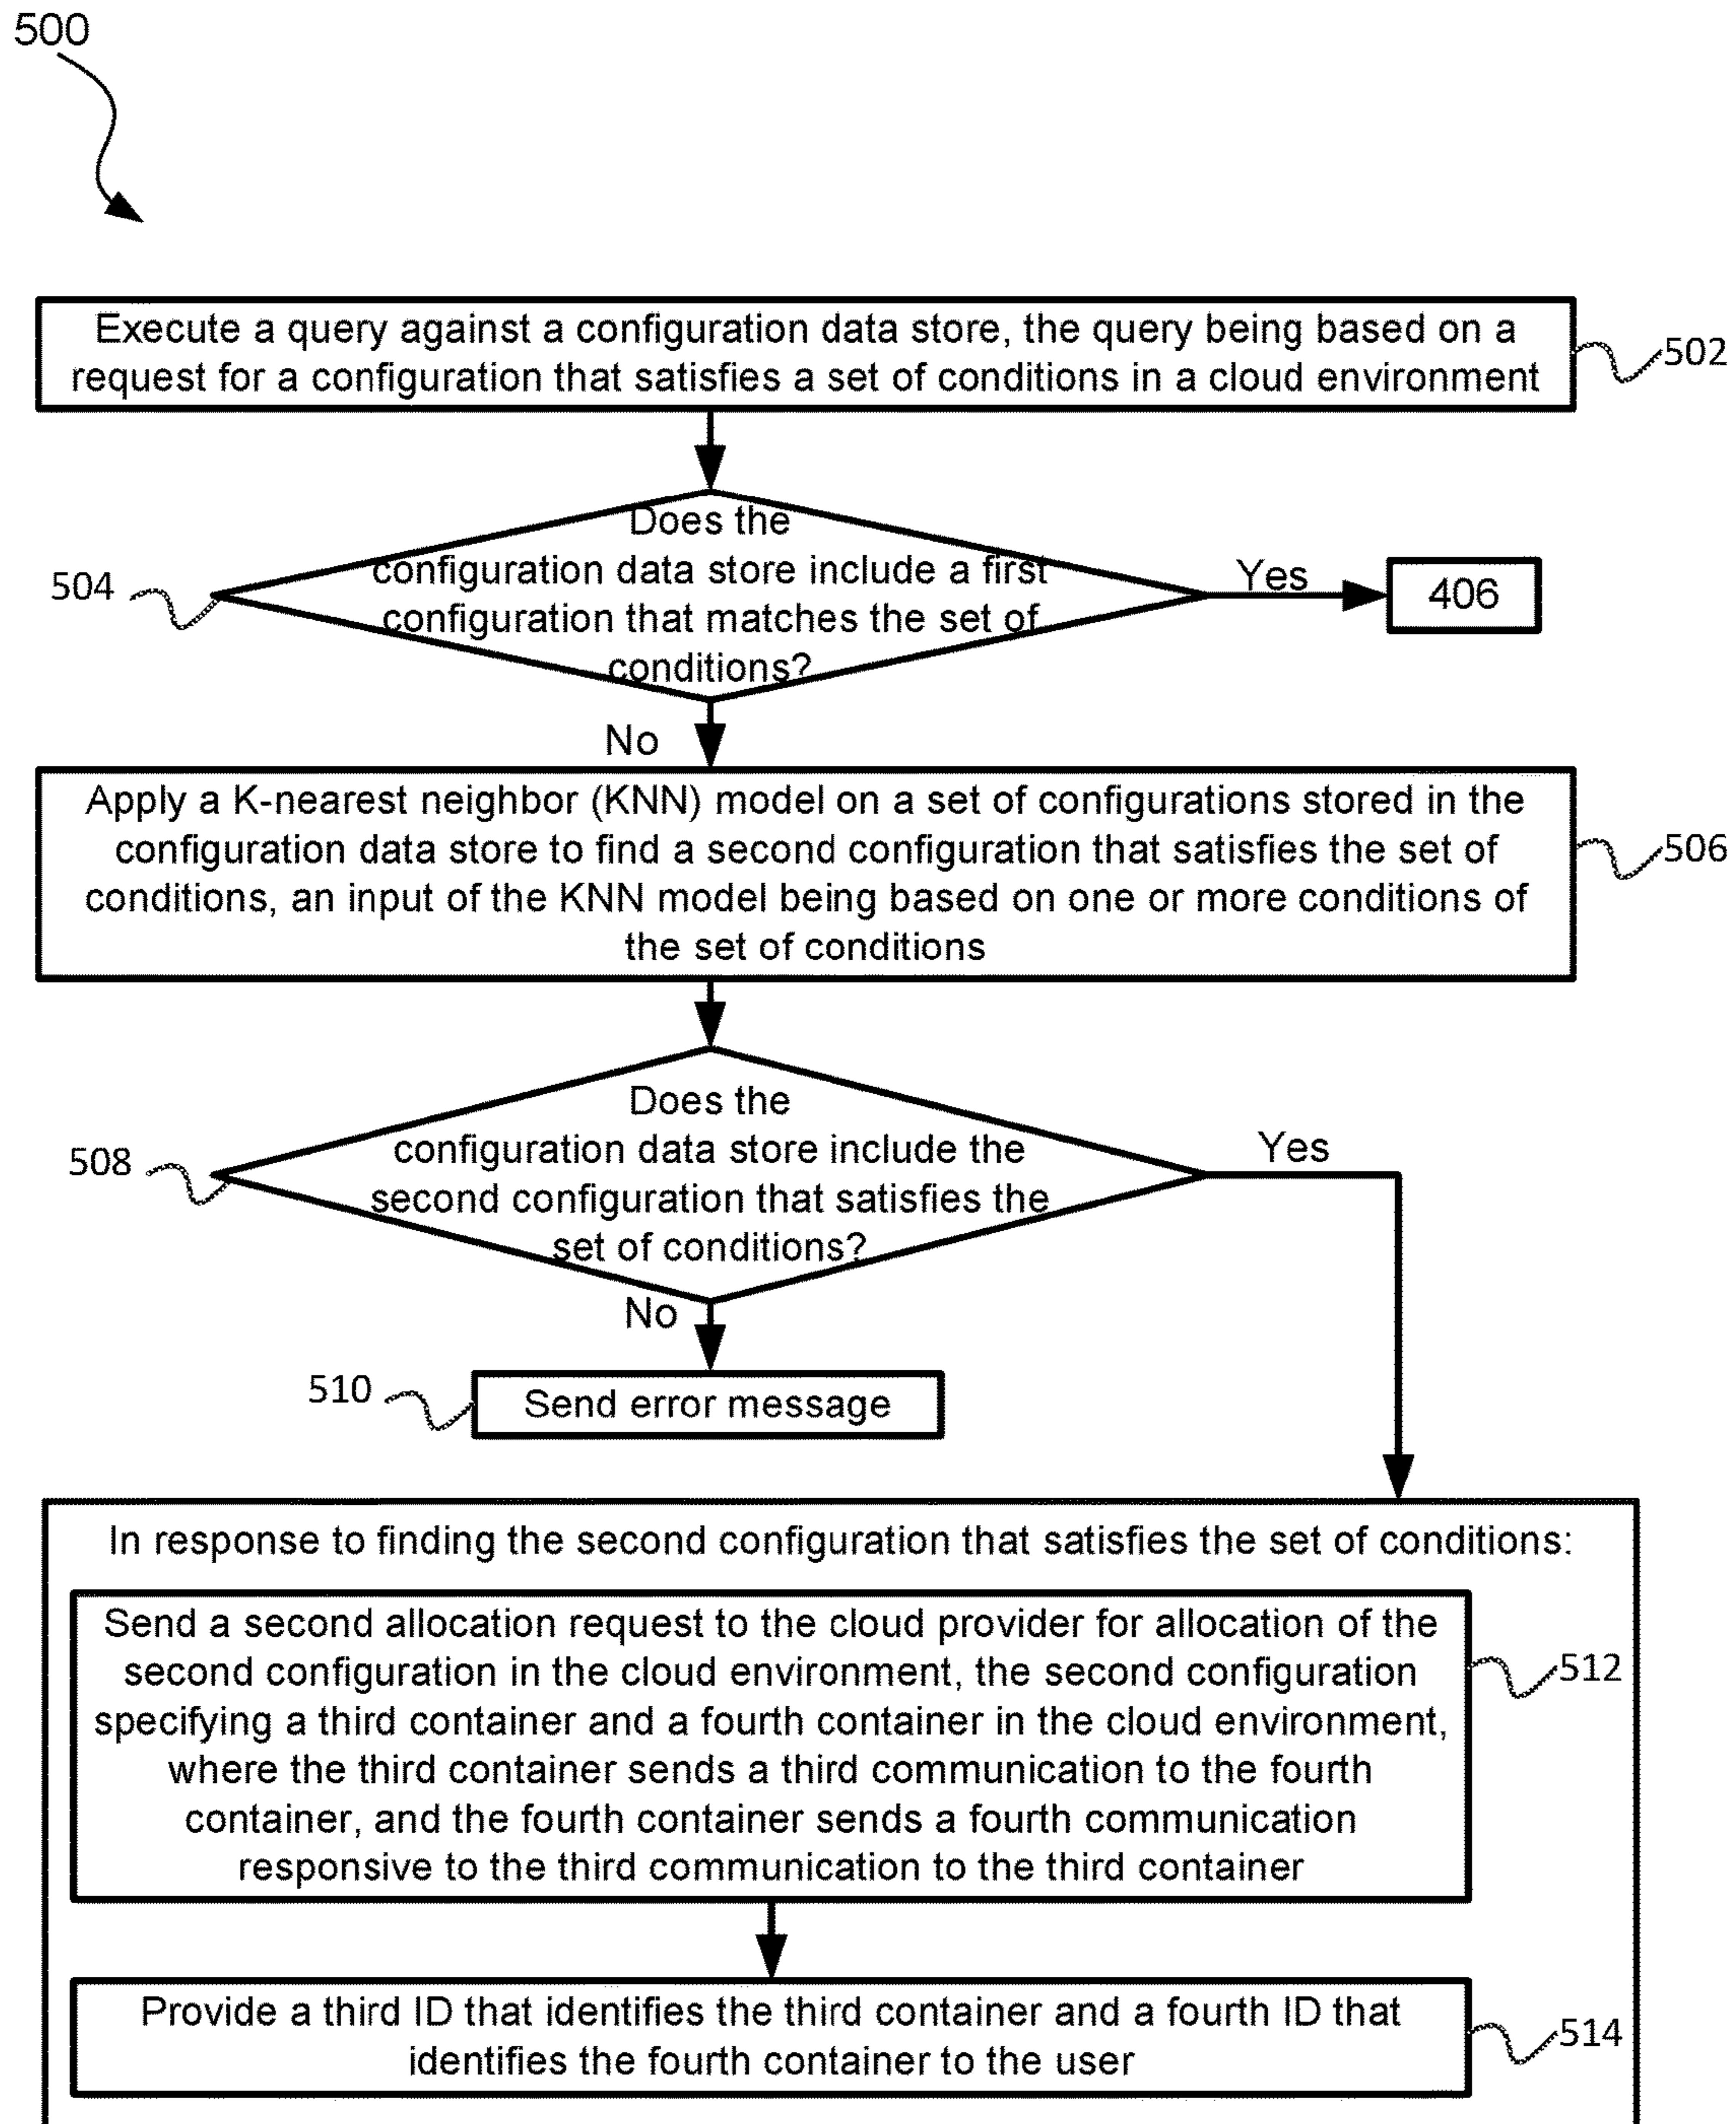 500
Execute a query against a configuration data store, the query being based on a
request for a configuration that satisfies a set of conditions in a cloud environment
502
Does the
configuration data store include a first
configuration that matches the set of
conditions?
504
Yes
406
No
Apply a K-nearest neighbor (KNN) model on a set of configurations stored in the
configuration data store to find a second configuration that satisfies the set of
conditions, an input of the KNN model being based on one or more conditions of
the set of conditions
506
Does the
configuration data store include the
second configuration that satisfies the
set of conditions?
508
Yes
No
510
Send error message
In response to finding the second configuration that satisfies the set of conditions:
Send a second allocation request to the cloud provider for allocation of the
second configuration in the cloud environment, the second configuration
specifying a third container and a fourth container in the cloud environment,
where the third container sends a third communication to the fourth
container, and the fourth container sends a fourth communication
responsive to the third communication to the third container
512
Provide a third ID that identifies the third container and a fourth ID that
identifies the fourth container to the user
514